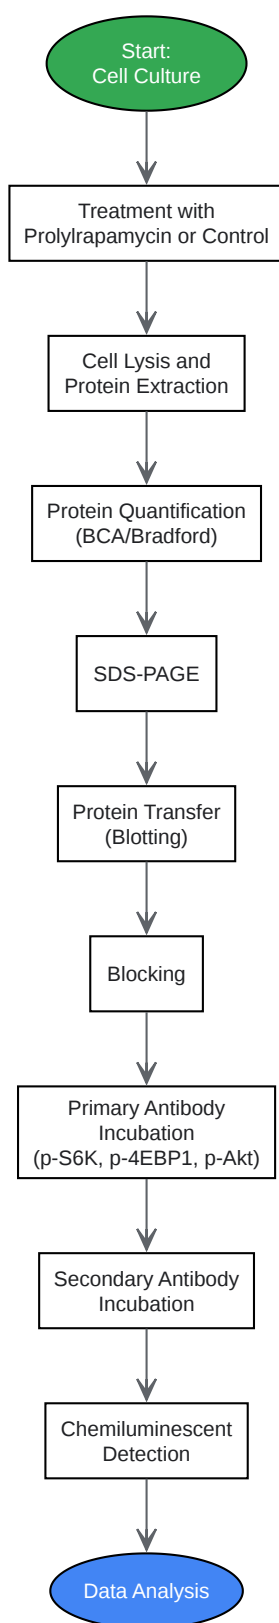 Start:
Cell Culture
Treatment with
Prolylrapamycin or Control
Cell Lysis and
Protein Extraction
Protein Quantification
(BCA/Bradford)
SDS-PAGE
Protein Transfer
(Blotting)
Blocking
Primary Antibody
Incubation
(p-S6K, p-4EBP1, p-Akt)
Secondary Antibody
Incubation
Chemiluminescent
Detection
Data Analysis